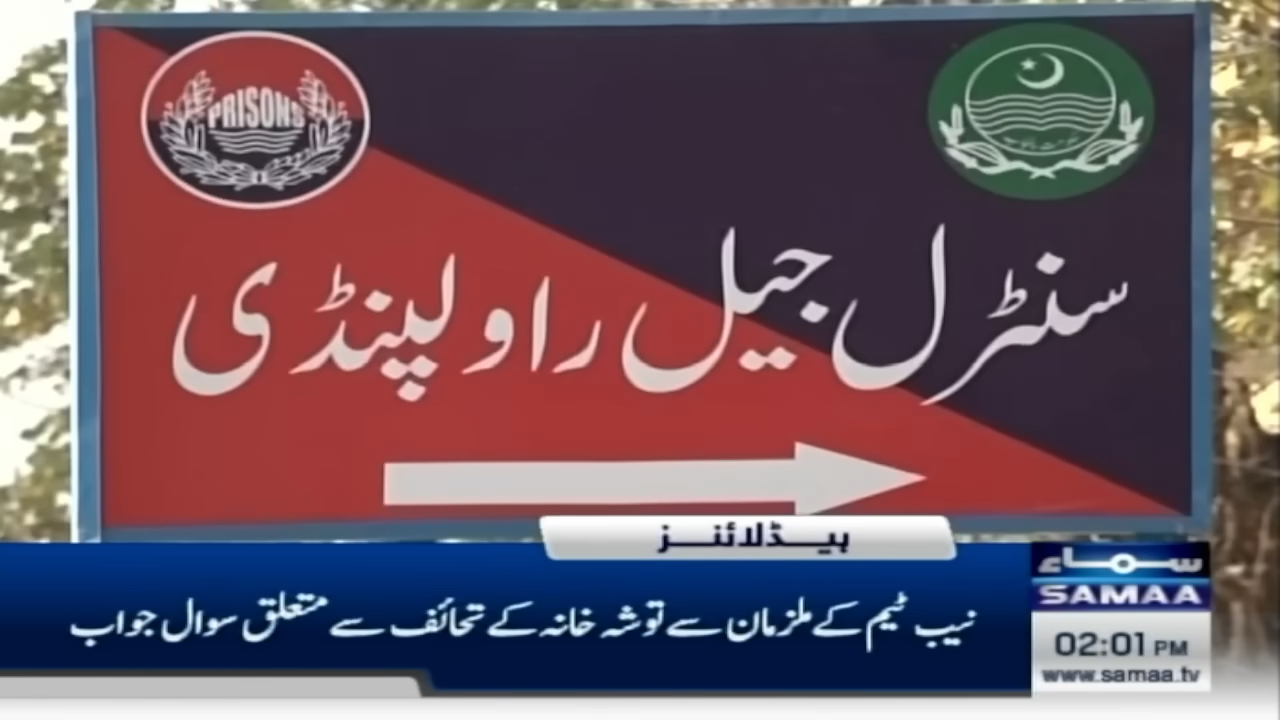 PRISONS
سنٹرل جیل راولپنڈی
ہیڈلائنز
نیب ٹیم کے ملزمان سے توشہ خانہ کے تحائف سے متعلق سوال جواب
سماء
SAMAA
02:01 PM
www.samaa.tv